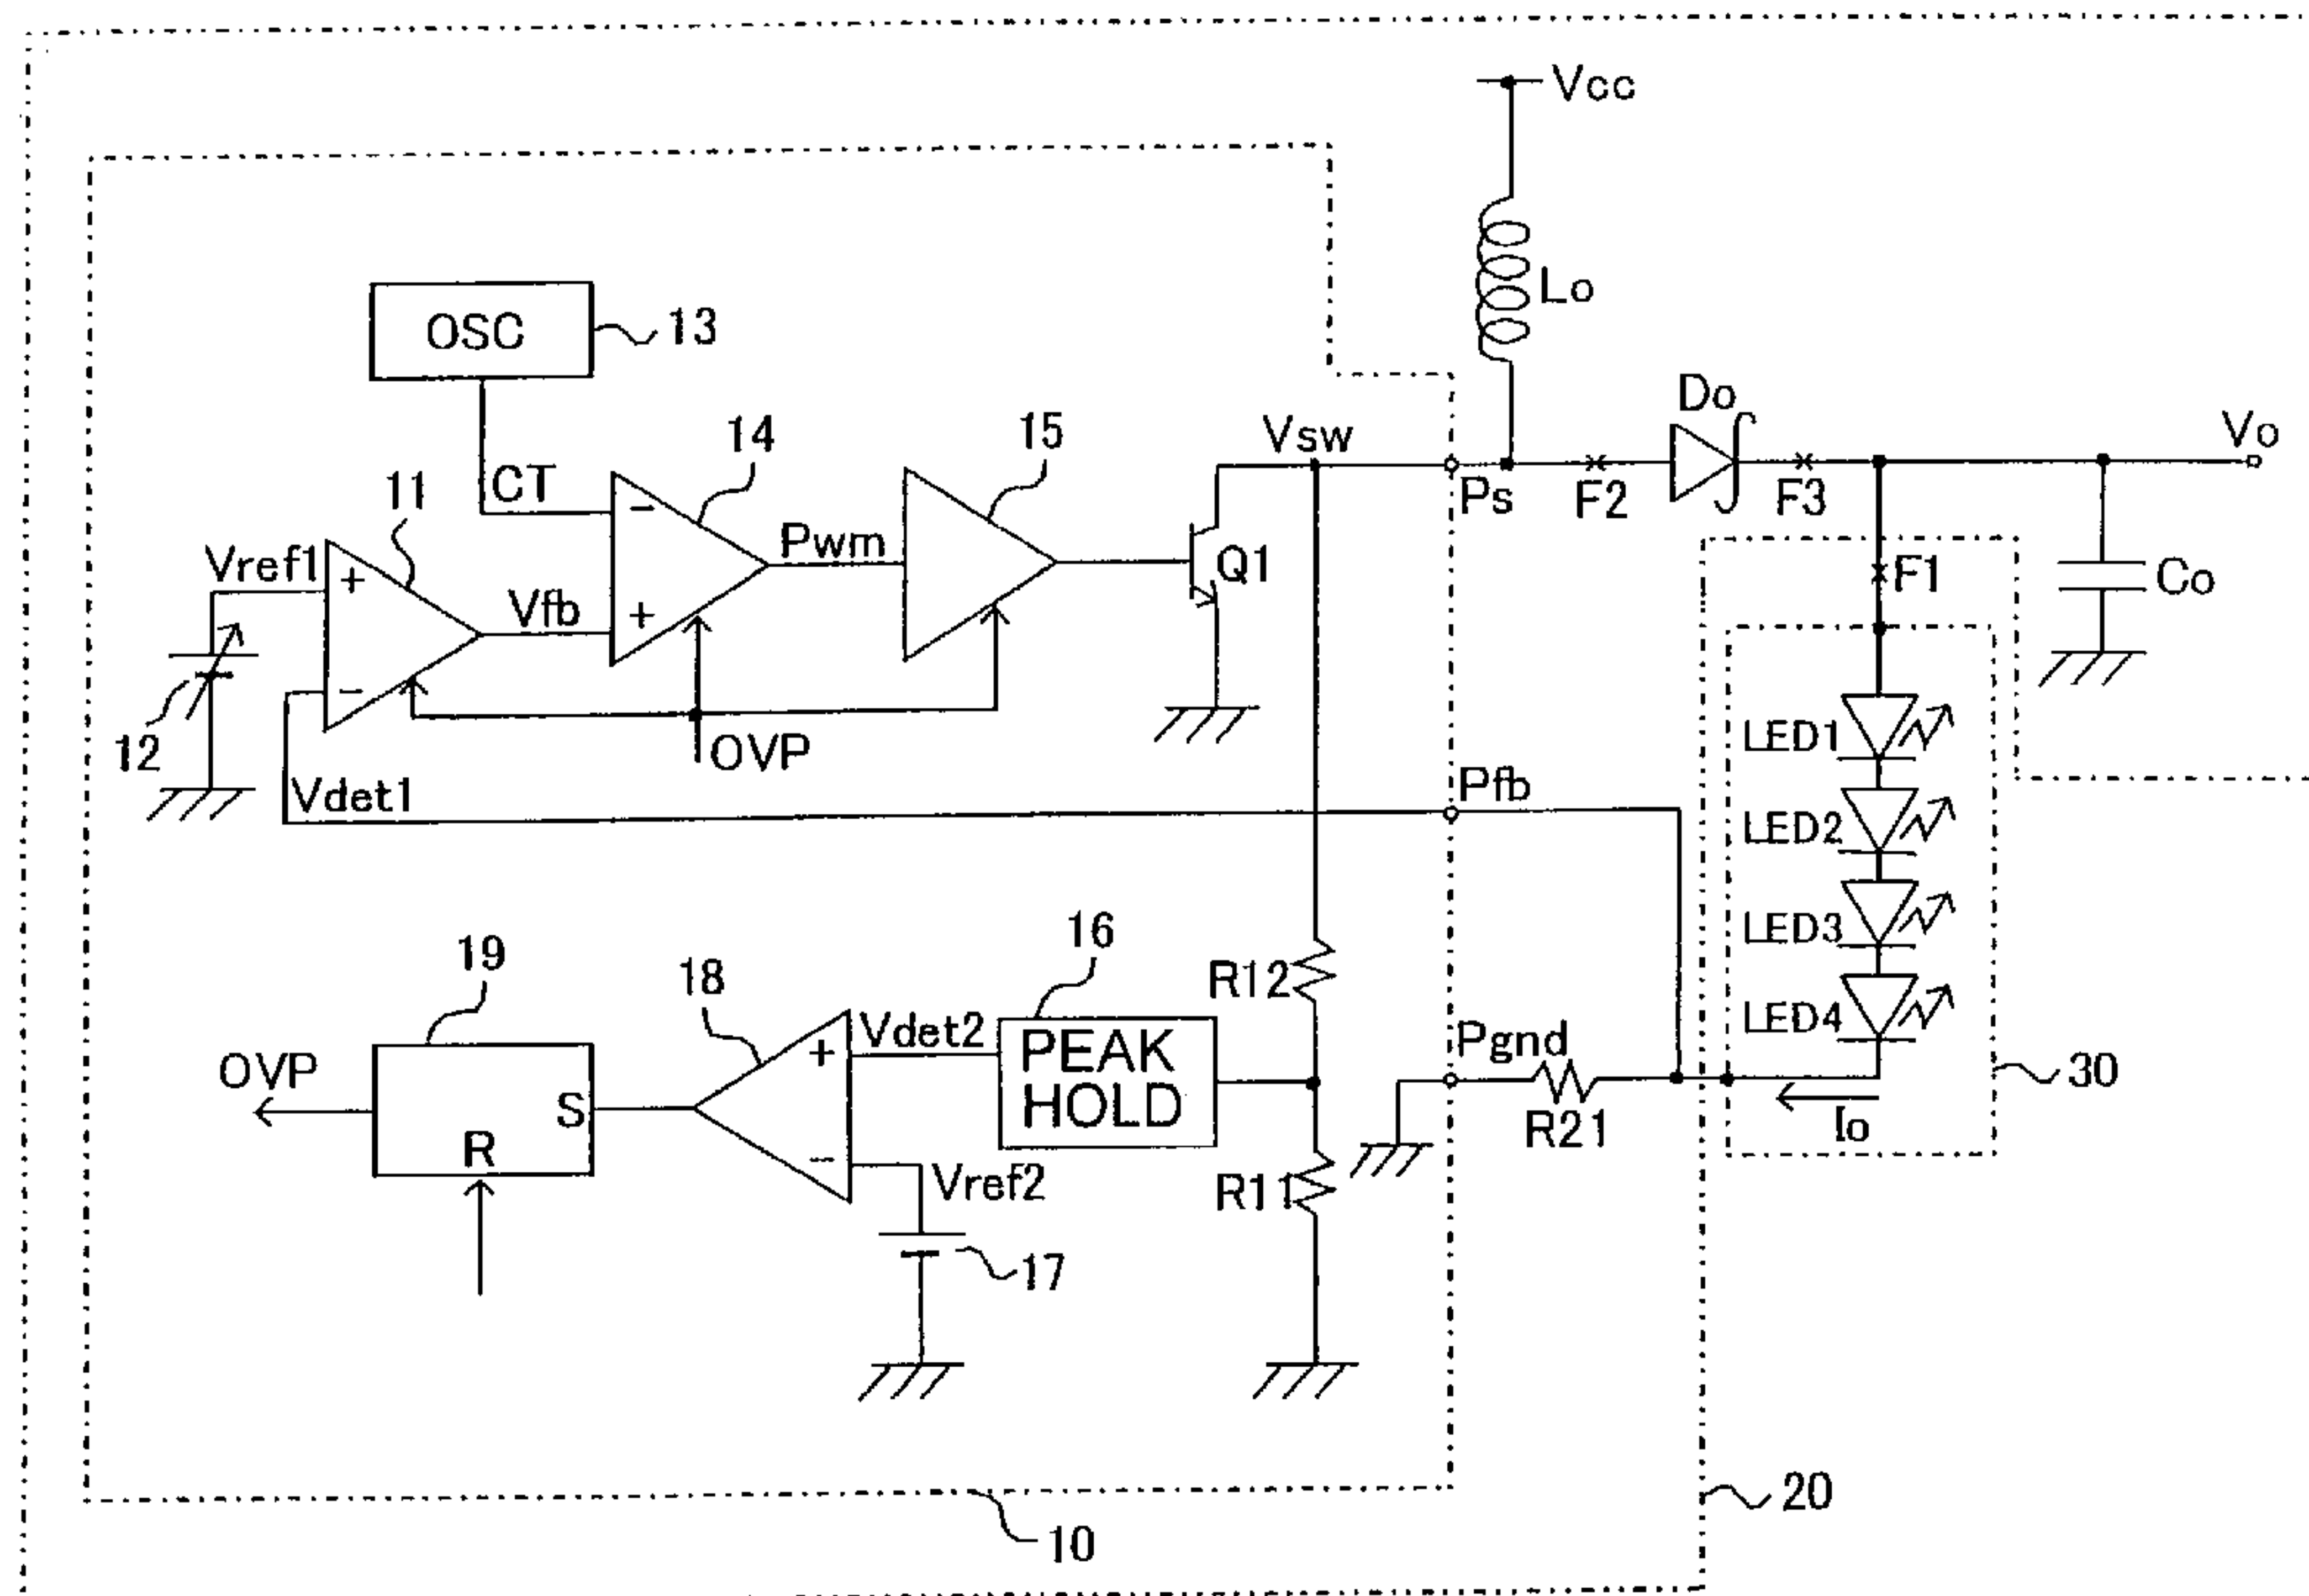 Vcc
Lo
OSC
13
Do
14
15
Vsw
Vo
CT
11
Ps
F2
F3
Vref1
+
-
Pwm
Q1
F1
Co
Vfb
+
-
12
OVP
LED1
Vdet1
Pfb
LED2
16
LED3
19
18
R12
OVP
Vdet2
PEAK
HOLD
Pgnd
LED4
30
S
+
R
-
R21
Io
Vref2
R11
17
20
10